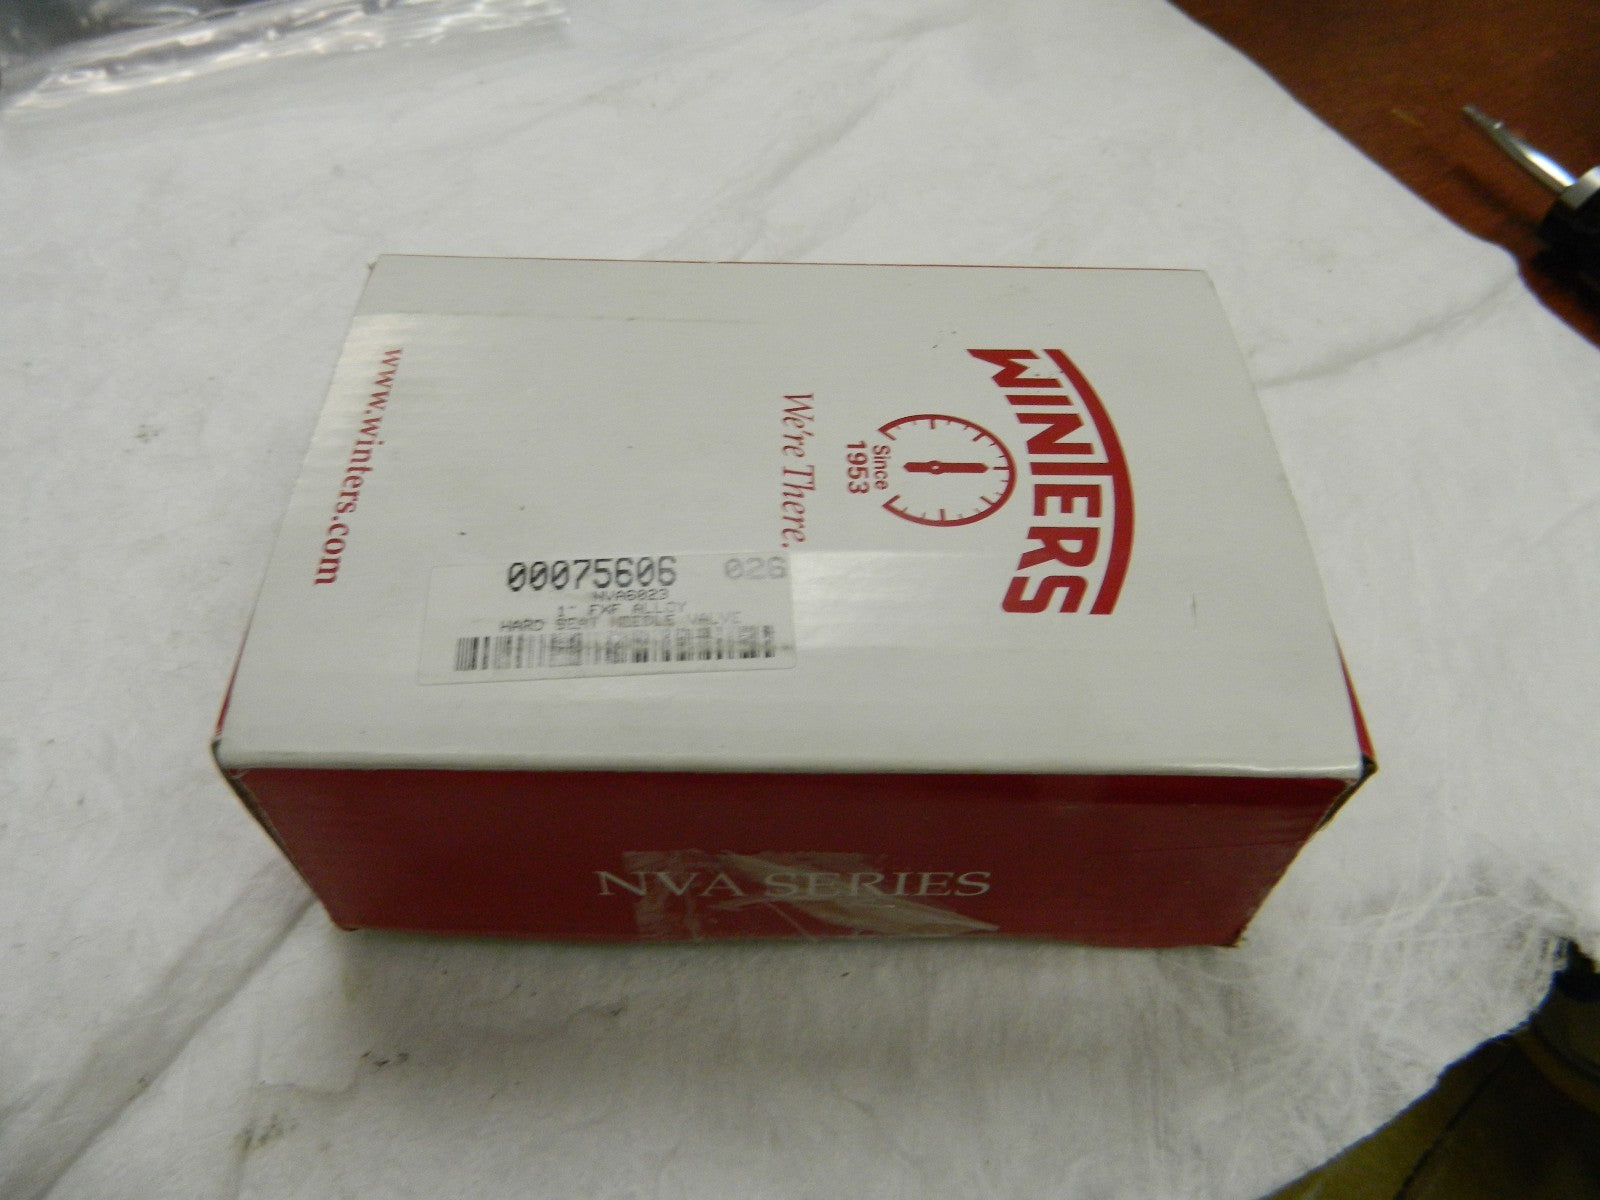 WINTERS
Since
1953
We're There.
www.winters.com
00075606 026
NVA6023
1" FXF ALLOY
HARD SEAT NEEDLE VALVE
NVA SERIES